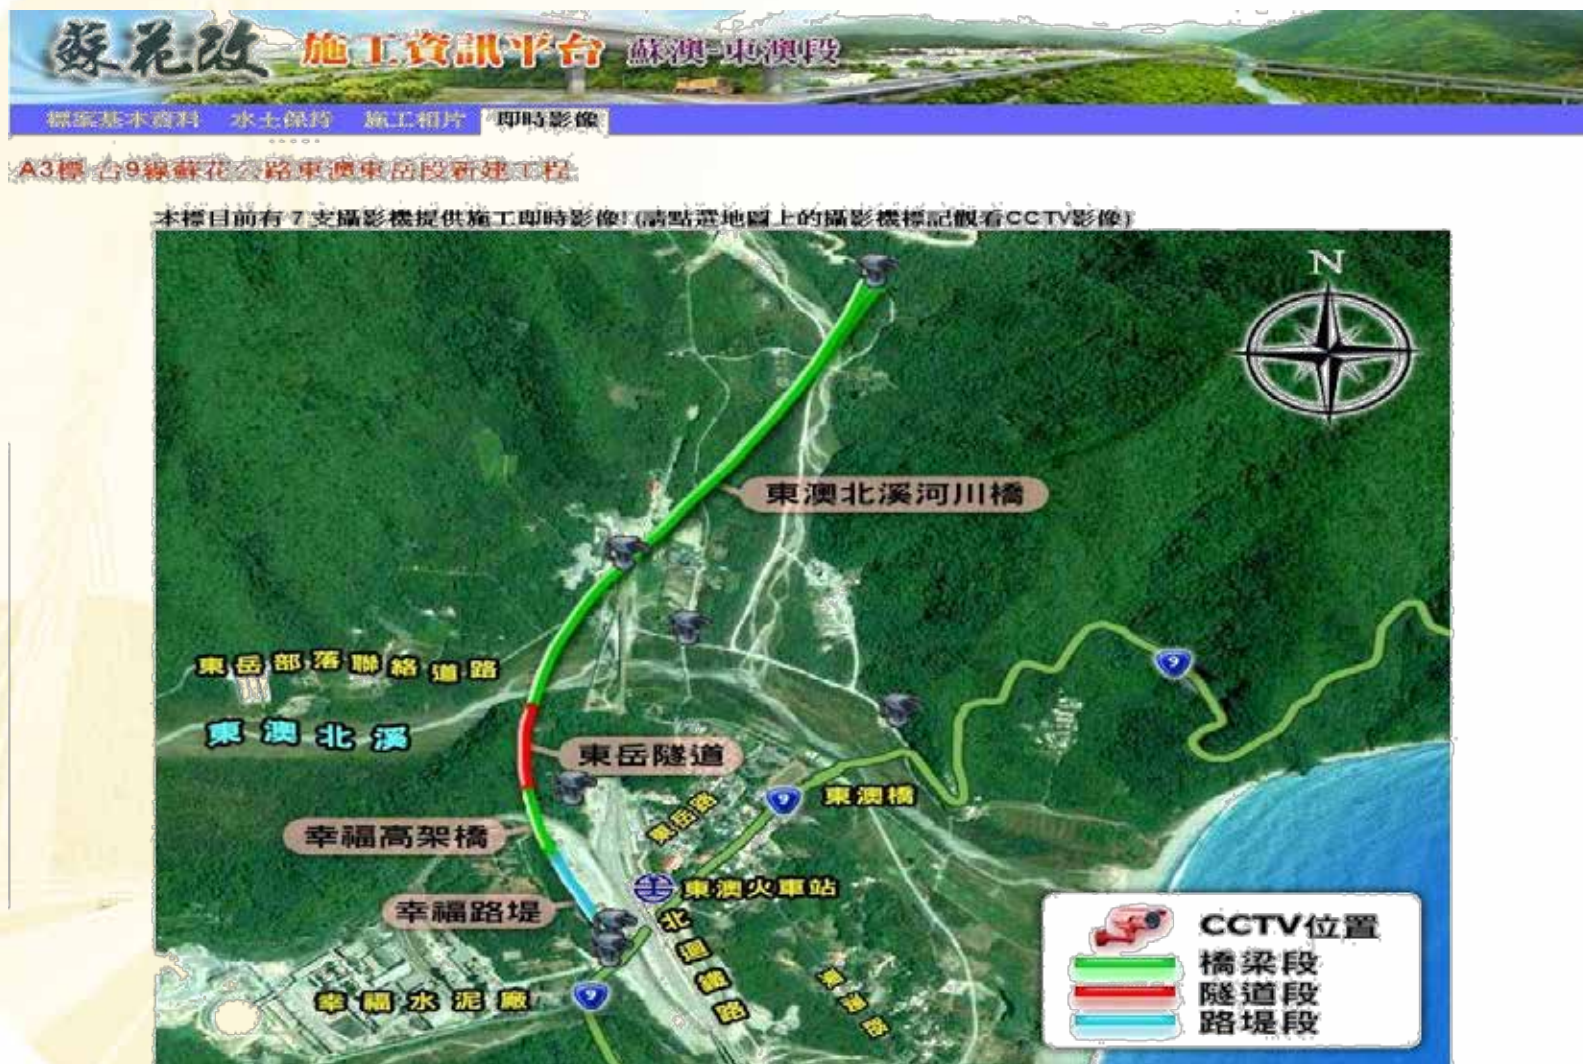 蘇花改 施工資訊平台 蘇澳-東澳段
標案基本資料 水土保持 施工相片 即時影像
A3標 台9線蘇花公路東澳東岳段新建工程
本標目前有 7 支攝影機提供施工即時影像! (請點選地圖上的攝影機標記觀看CCTV影像)
N
東澳北溪河川橋
東岳部落聯絡道路
9
東澳北溪
東岳隧道
東岳路
9
東澳橋
幸福高架橋
東澳火車站
幸福路堤
北迴鐵路
幸福水泥廠
9
東澳路
CCTV位置
橋梁段
隧道段
路堤段